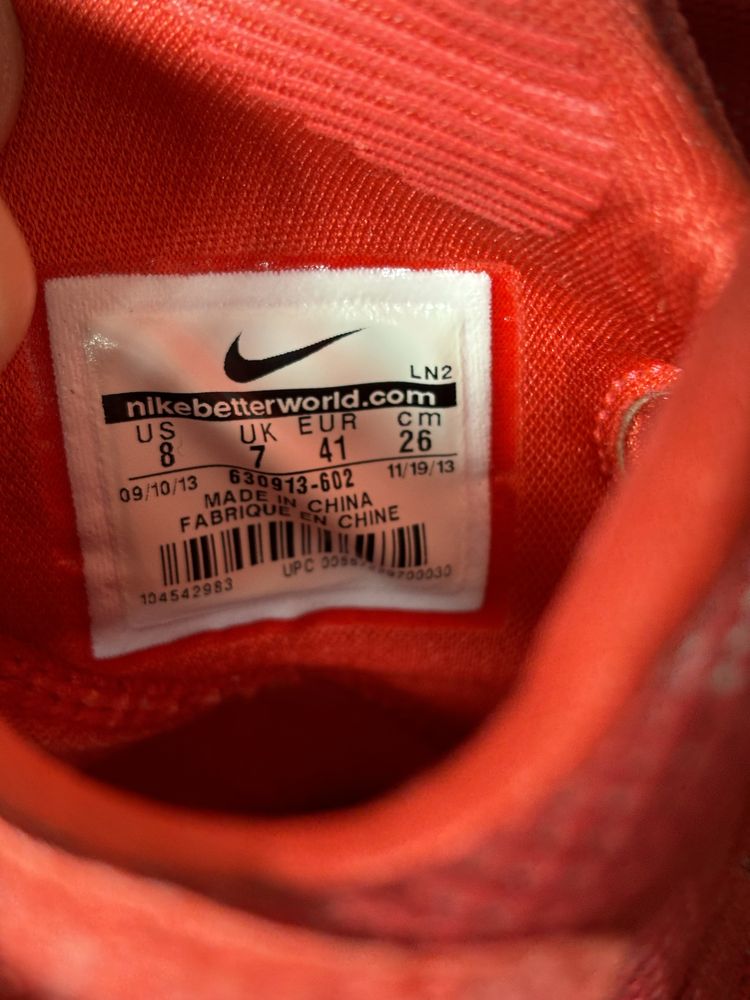 LN2
nikebetterworld.com
US UK EUR cm
8 7 41 26
09/10/13 630913-602 11/19/13
MADE IN CHINA
FABRIQUE EN CHINE
UPC
104542983